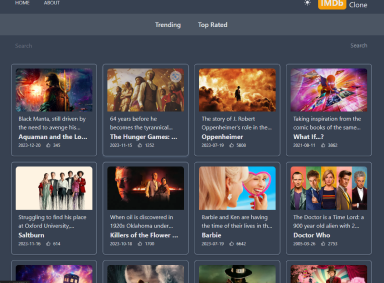 HOME ABOUT IMDb Clone
Trending Top Rated
Search Search
Black Manta, still driven by
the need to avenge his...
Aquaman and the Lo...
2023-12-20 345
64 years before he
becomes the tyrannical...
The Hunger Games: ...
2023-11-15 1252
The story of J. Robert
Oppenheimer's role in the...
Oppenheimer
2023-07-19 5800
Taking inspiration from the
comic books of the same...
What If...?
2021-08-11 3862
Struggling to find his place
at Oxford University,...
Saltburn
2023-11-16 614
When oil is discovered in
1920s Oklahoma under...
Killers of the Flower ...
2023-10-18 1700
Barbie and Ken are having
the time of their lives in th...
Barbie
2023-07-19 6642
The Doctor is a Time Lord: a
900 year old alien with 2...
Doctor Who
2005-03-26 2753